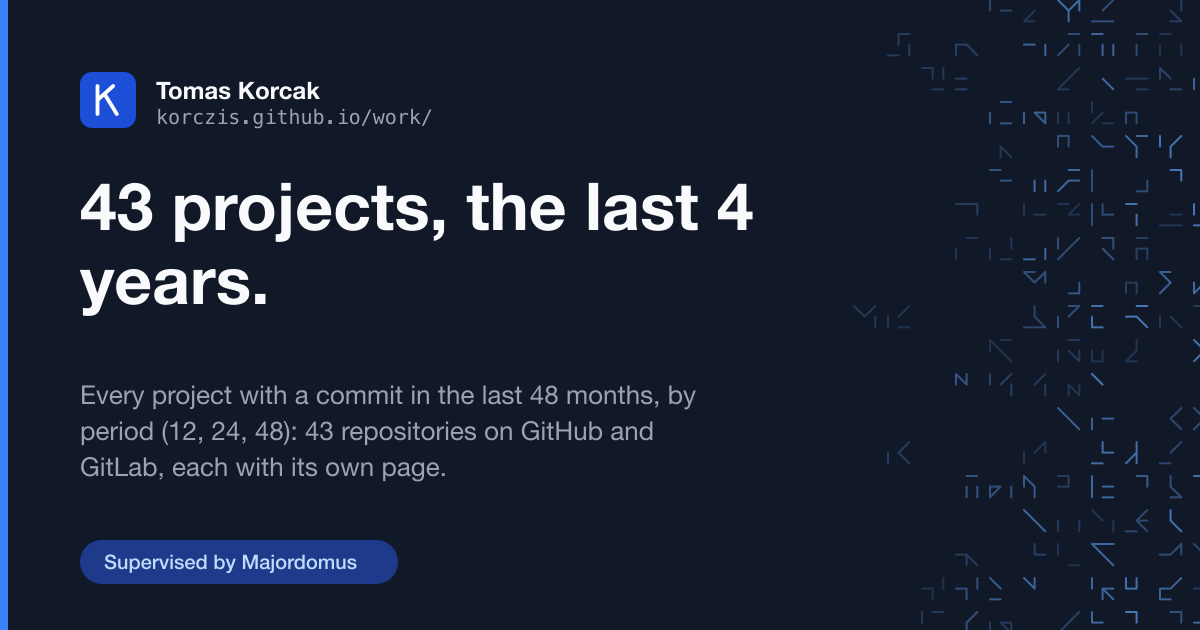 K
Tomas Korcak
korczis.github.io/work/
43 projects, the last 4
years.
Every project with a commit in the last 48 months, by
period (12, 24, 48): 43 repositories on GitHub and
GitLab, each with its own page.
Supervised by Majordomus